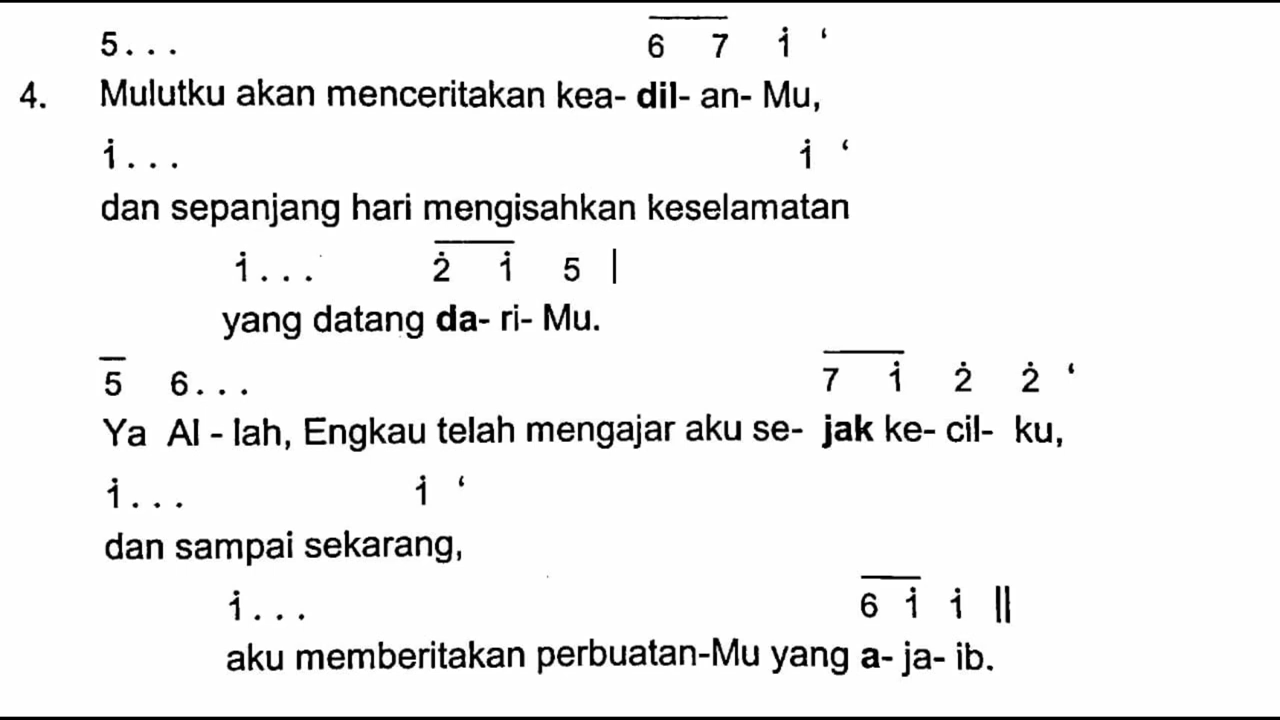 5... 6 7 1̇ ‘
4. Mulutku akan menceritakan kea- dil- an- Mu,
1̇... 1̇ ‘
dan sepanjang hari mengisahkan keselamatan
1̇... 2̇ 1̇ 5 |
yang datang da- ri- Mu.
5 6... 7 1̇ 2̇ 2̇ ‘
Ya Al - lah, Engkau telah mengajar aku se- jak ke- cil- ku,
1̇... 1̇ ‘
dan sampai sekarang,
1̇... 6 1̇ 1̇ ||
aku memberitakan perbuatan-Mu yang a- ja- ib.